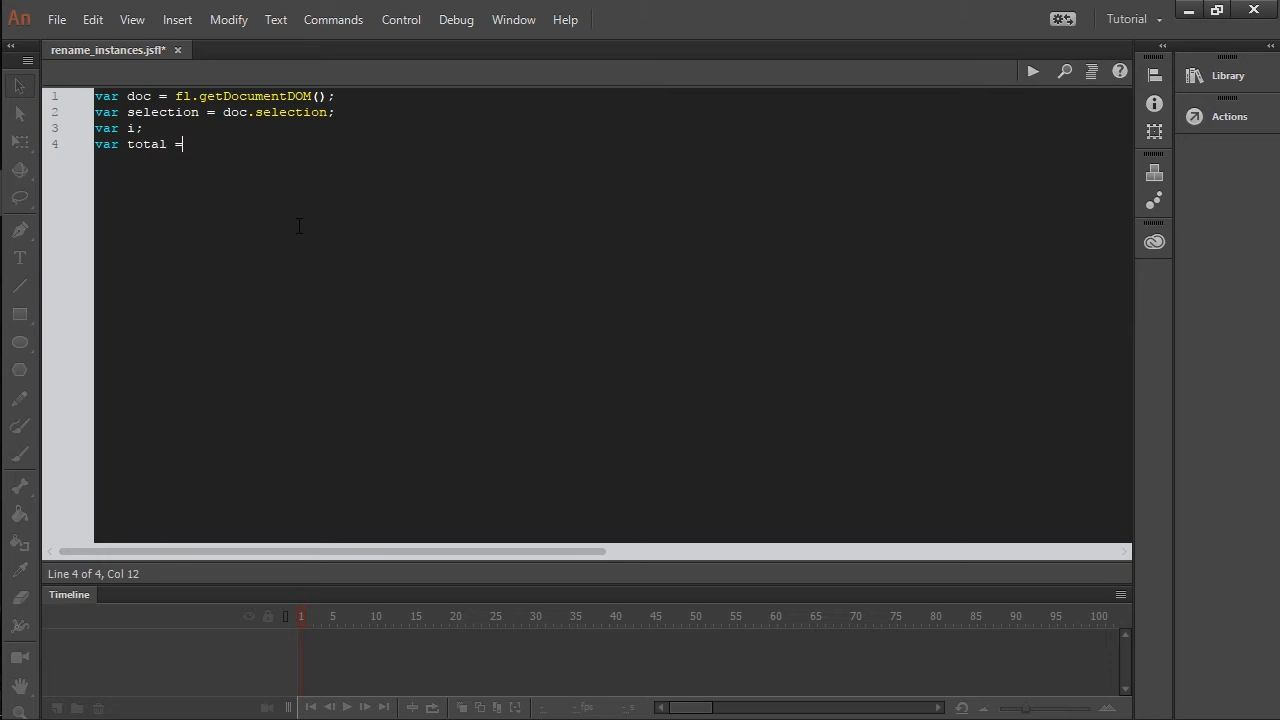 An File Edit View Insert Modify Text Commands Control Debug Window Help Tutorial
rename_instances.jsfl* ×
Library
Actions
1 var doc = fl.getDocumentDOM();
2 var selection = doc.selection;
3 var i;
4 var total =
Line 4 of 4, Col 12
Timeline
1 5 10 15 20 25 30 35 40 45 50 55 60 65 70 75 80 85 90 95 100
fps s